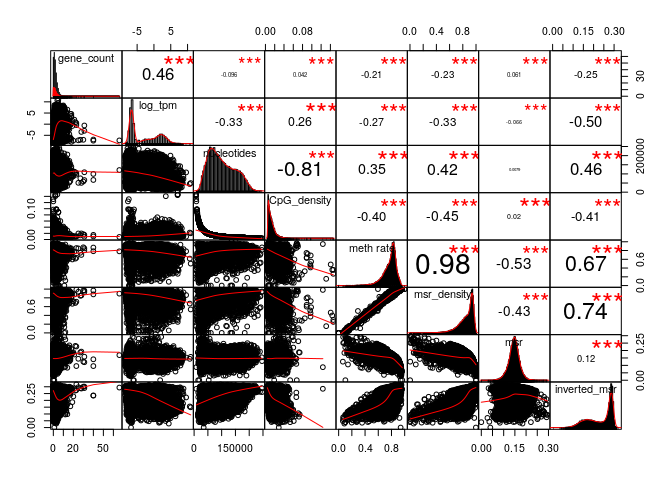 -5 5 0.00 0.08 0.0 0.4 0.8 0.00 0.15 0.30
gene_count *** 0.46 *** -0.096 *** 0.042 *** -0.21 *** -0.23 *** 0.061 *** -0.25 *** 0 30
-5 5 log_tpm *** -0.33 *** 0.26 *** -0.27 *** -0.33 *** -0.066 *** -0.50
nucleotides *** -0.81 *** 0.35 *** 0.42 *** 0.46 0 200000
0.00 0.10 CpG_density *** -0.40 *** -0.45 *** 0.02 *** -0.41
meth rate *** 0.98 *** -0.53 *** 0.67 0.0 0.6
0.0 0.6 msr_density *** -0.43 *** 0.74
msr *** 0.12 0.00 0.25
0.00 0.25 inverted_msr
0 20 50 0 150000 0.0 0.4 0.8 0.00 0.15 0.30